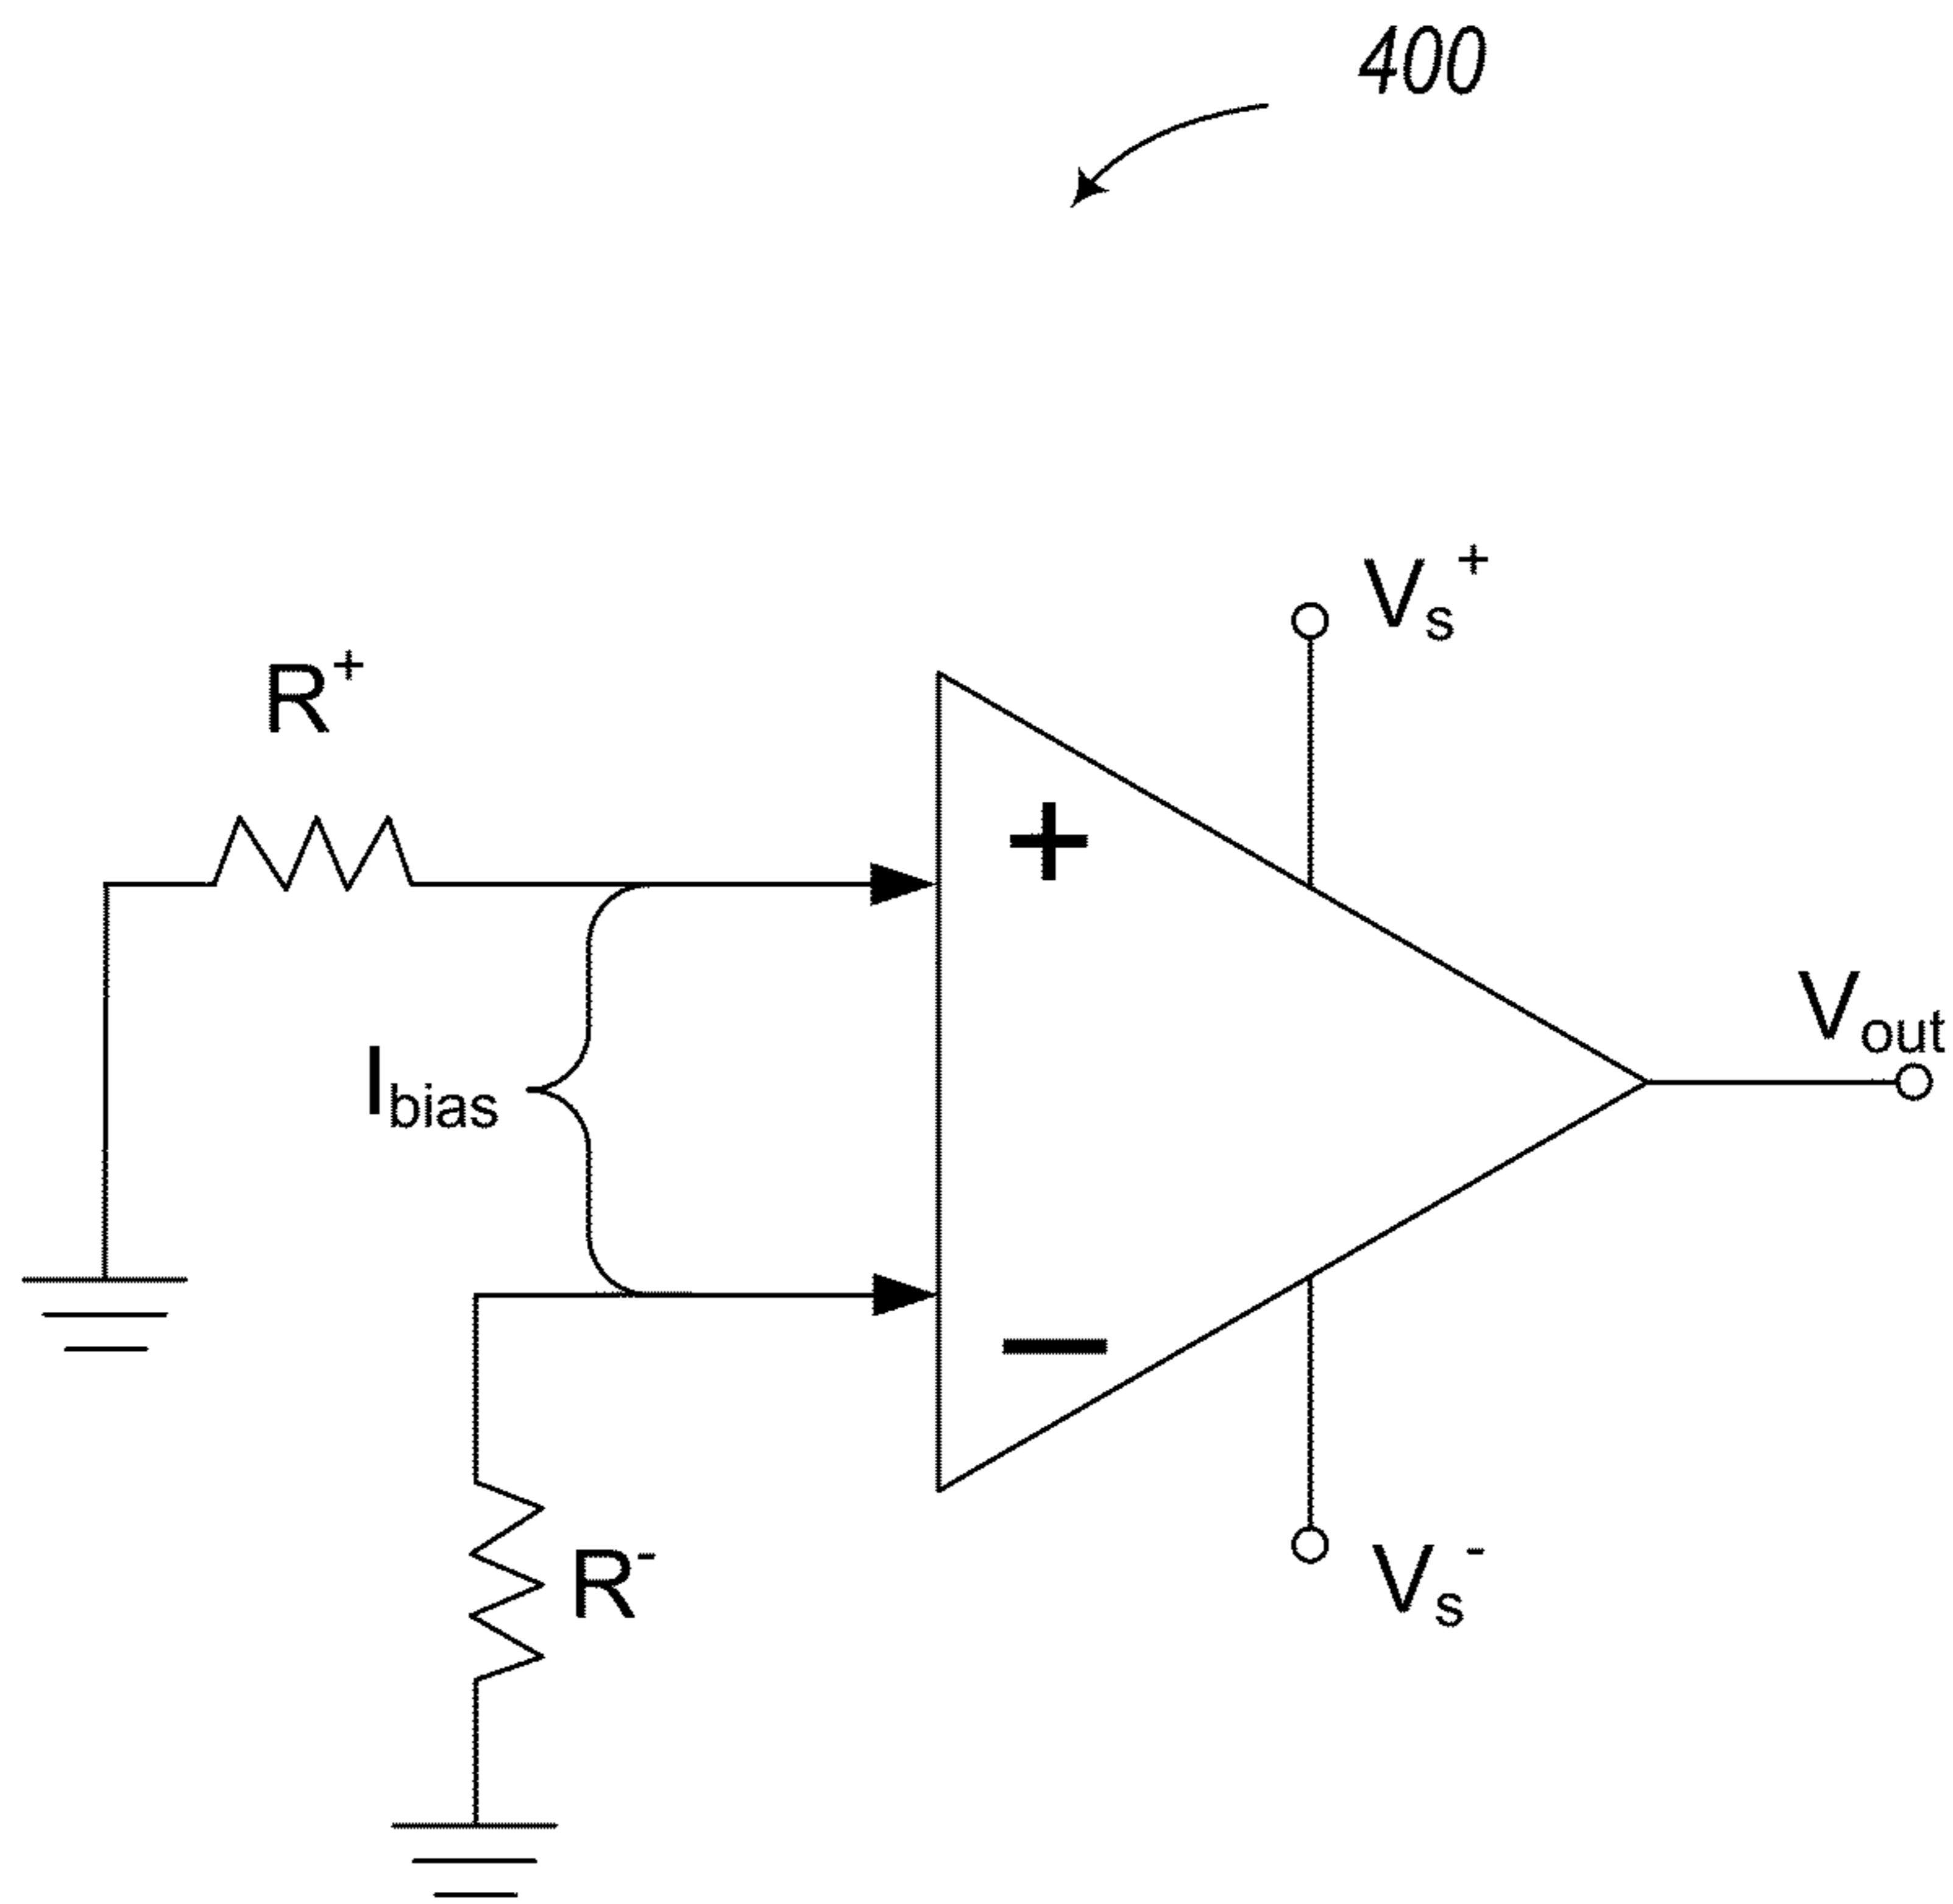 400
Vs+
R+
+
Vout
Ibias
−
R-
Vs-